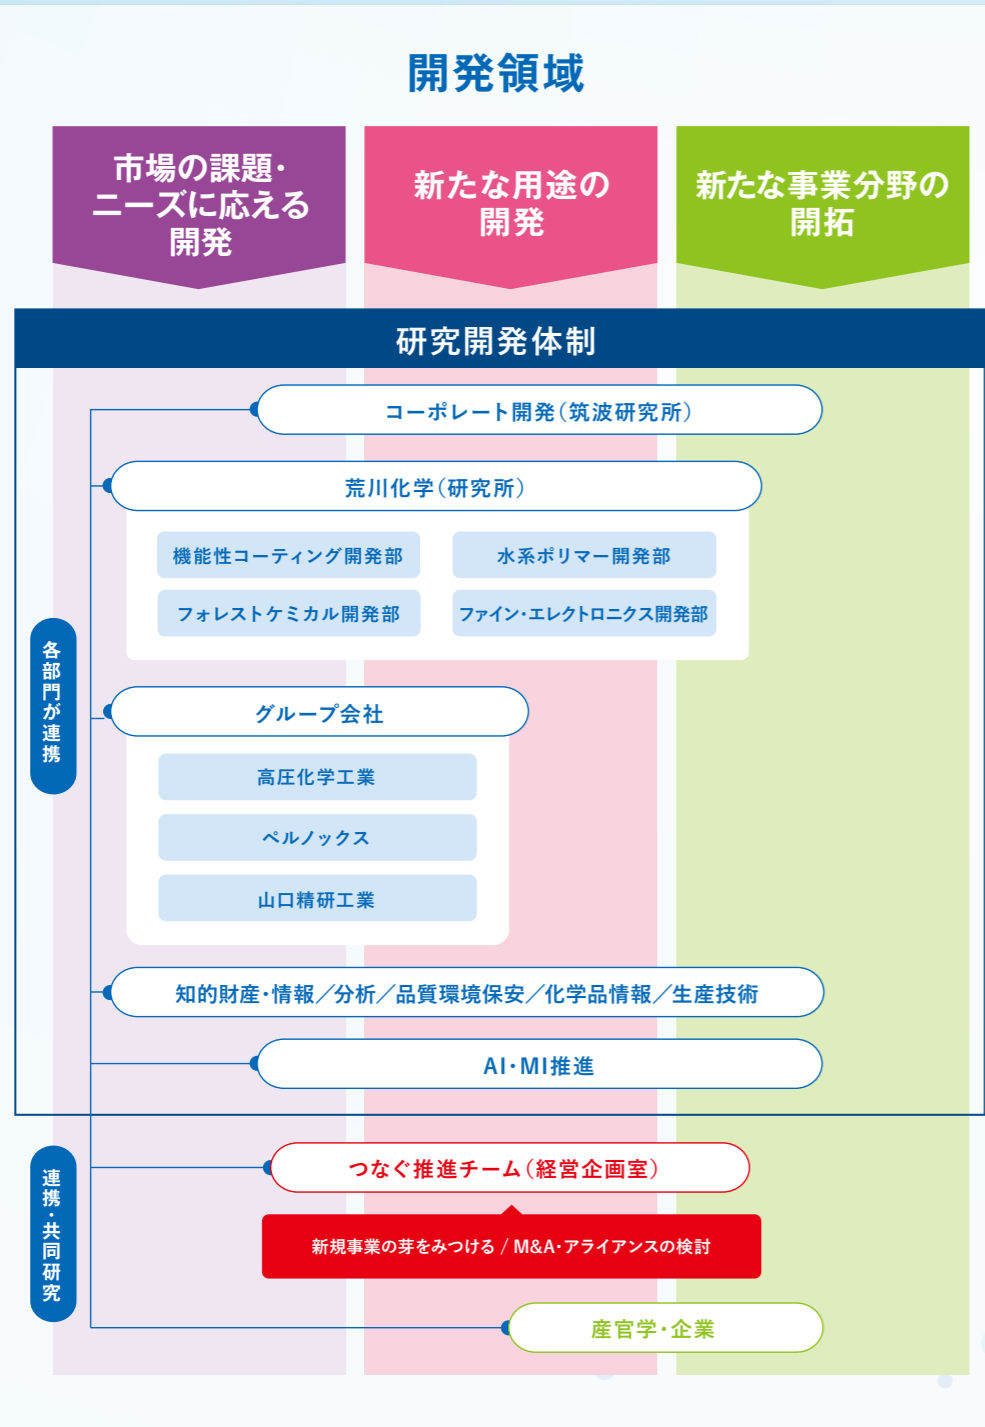 開発領域
市場の課題・
ニーズに応える
開発
新たな用途の
開発
新たな事業分野の
開拓
研究開発体制
コーポレート開発（筑波研究所）
荒川化学（研究所）
機能性コーティング開発部
水系ポリマー開発部
フォレストケミカル開発部
ファイン・エレクトロニクス開発部
各部門が連携
グループ会社
高圧化学工業
ペルノックス
山口精研工業
知的財産・情報／分析／品質環境保安／化学品情報／生産技術
AI・MI推進
連携・共同研究
つなぐ推進チーム（経営企画室）
新規事業の芽をみつける / M&A・アライアンスの検討
産官学・企業